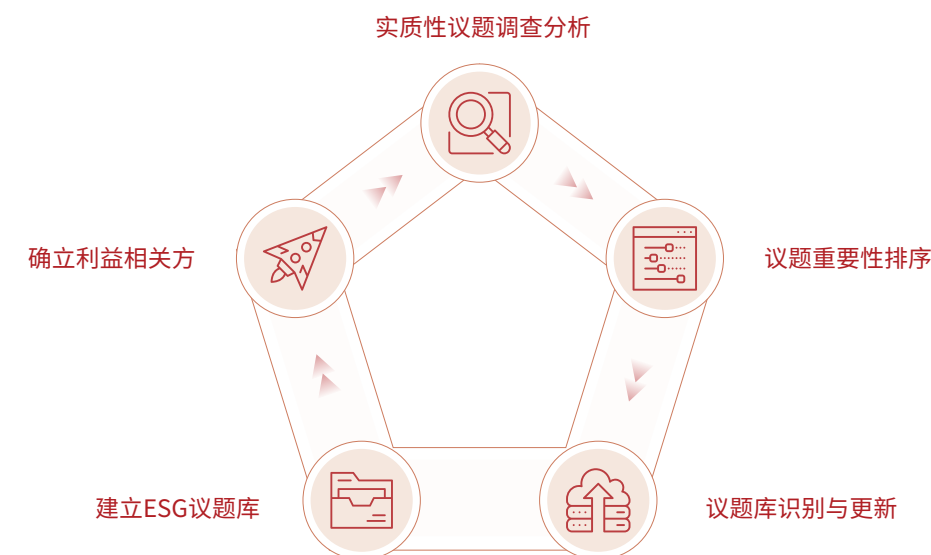 实质性议题调查分析
确立利益相关方
议题重要性排序
建立ESG议题库
议题库识别与更新